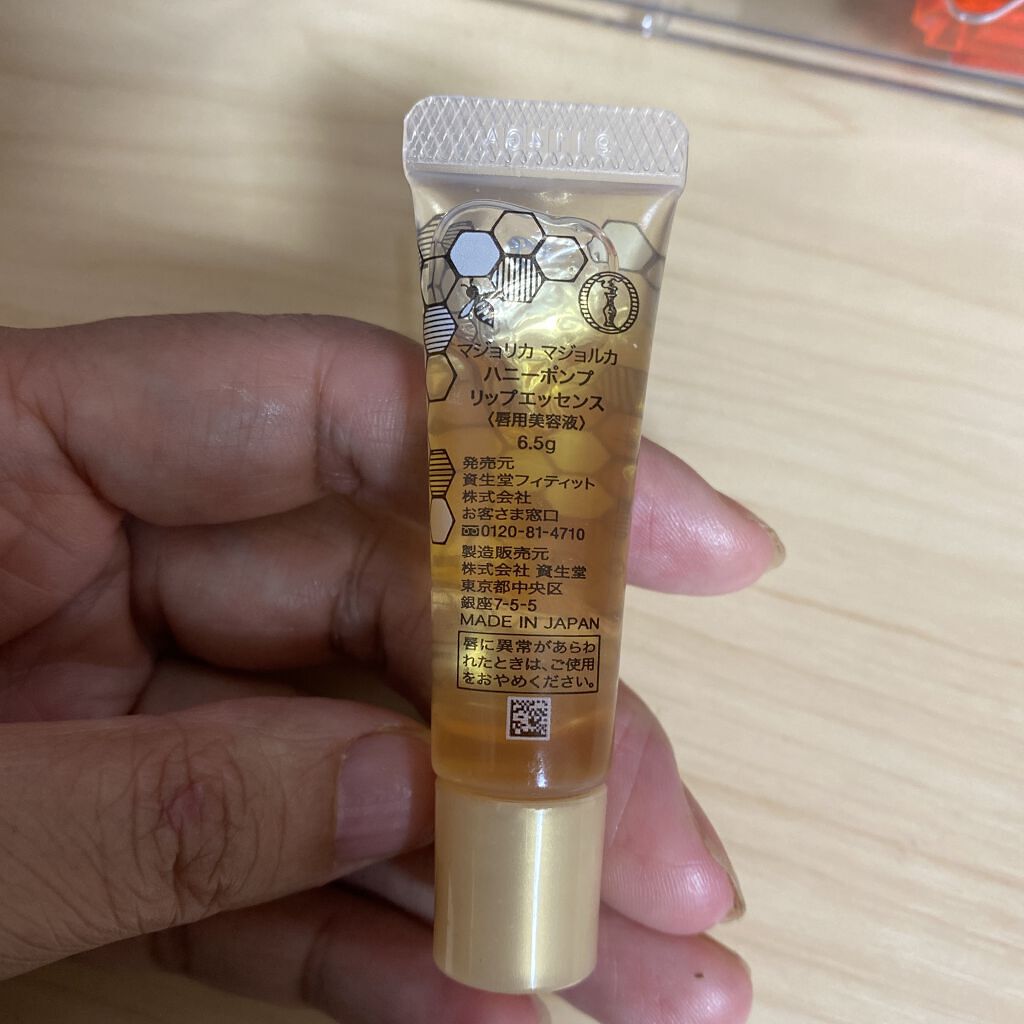 マジョリカ マジョルカ
ハニーポンプ
リップエッセンス
〈唇用美容液〉
6.5g
発売元
資生堂フィティット
株式会社
お客さま窓口
0120-81-4710
製造販売元
株式会社 資生堂
東京都中央区
銀座7-5-5
MADE IN JAPAN
唇に異常があらわ
れたときは、ご使用
をおやめください。